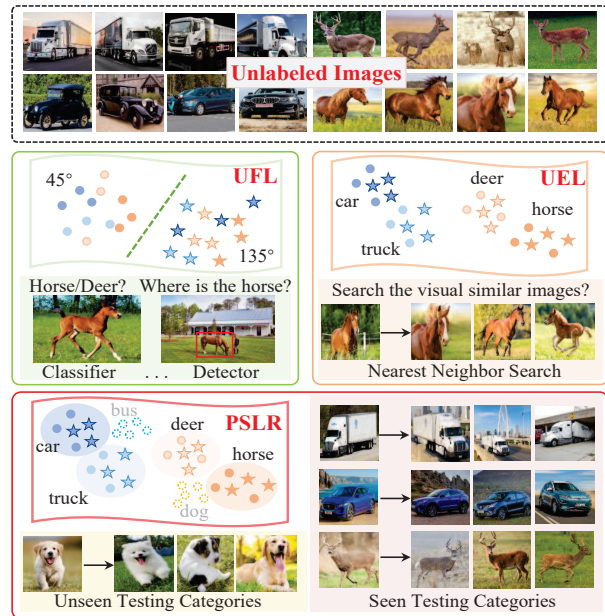 Unlabeled Images
UFL
45°
135°
Horse/Deer? Where is the horse?
Classifier ... Detector
UEL
deer
car
horse
truck
Search the visual similar images?
Nearest Neighbor Search
PSLR
bus
deer
car
horse
truck
dog
Unseen Testing Categories
Seen Testing Categories